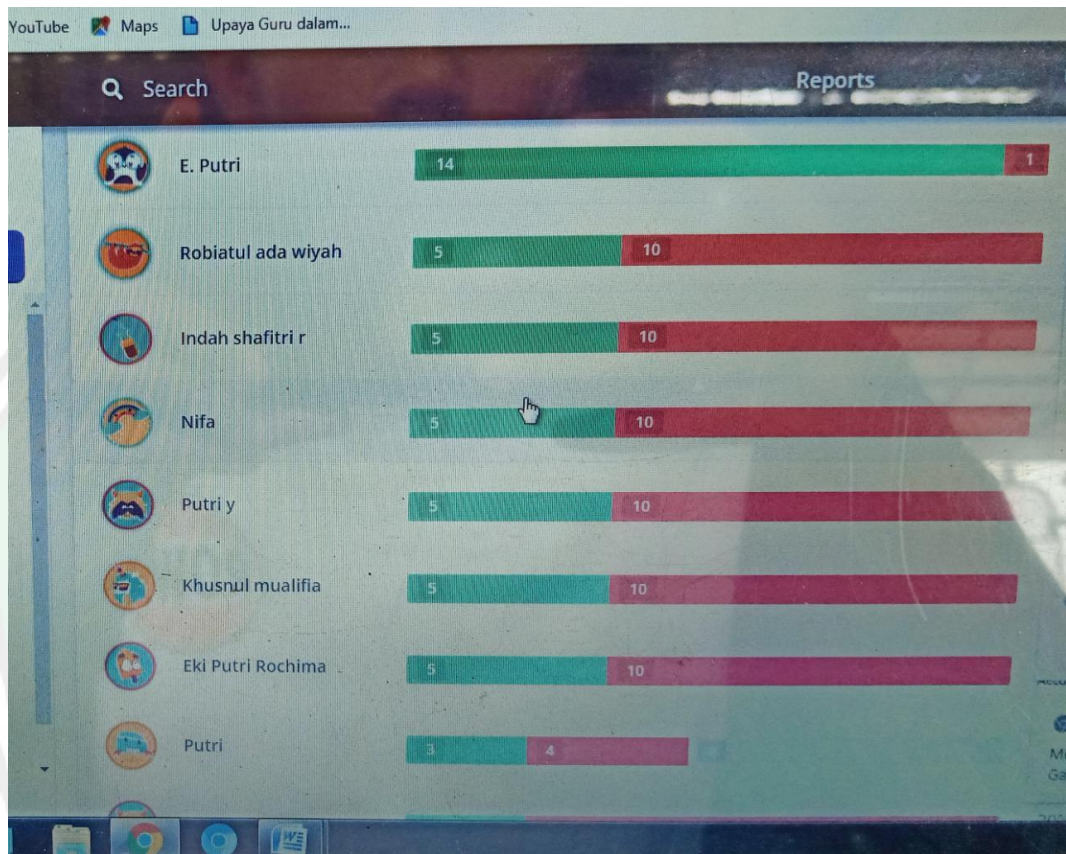 YouTube Maps Upaya Guru dalam...
Search Reports
E. Putri 14 1
Robiatul ada wiyah 5 10
Indah shafitri r 5 10
Nifa 5 10
Putri y 5 10
Khusnul mualifia 5 10
Eki Putri Rochima 5 10
Putri 3 4